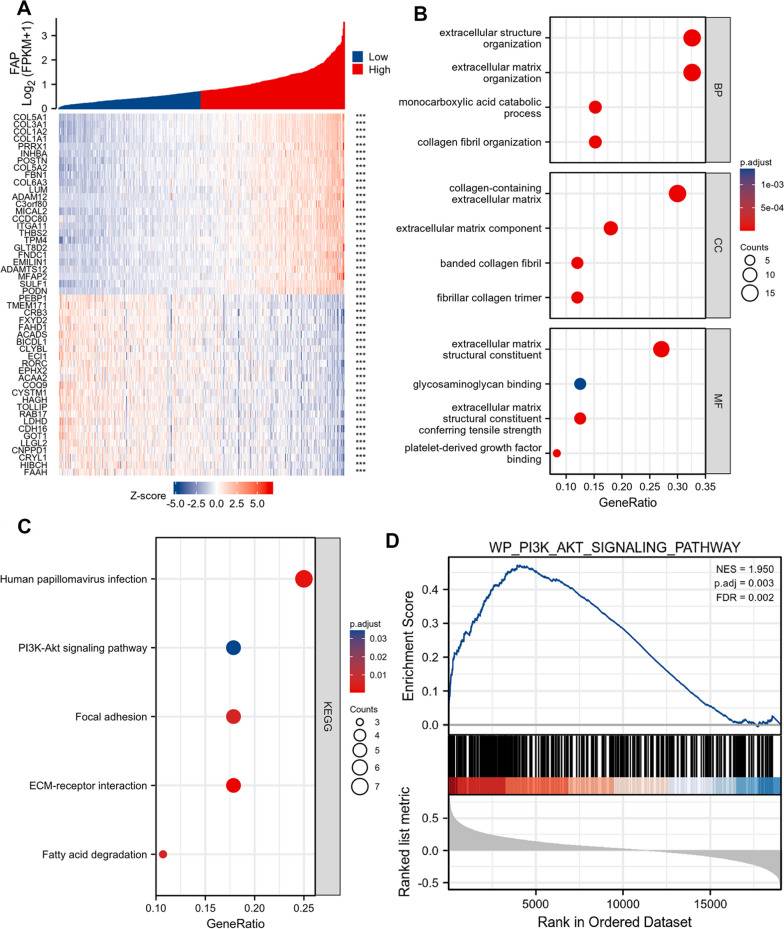 A
FAP
Log2 (FPKM+1)
3
2
1
0
Low
High
COL5A1 ***
COL3A1 ***
COL1A2 ***
COL1A1 ***
PRRX1 ***
INHBA ***
POSTN ***
COL5A2 ***
FBN1 ***
COL6A3 ***
LUM ***
ADAM12 ***
C3orf80 ***
MICAL2 ***
CCDC80 ***
ITGA11 ***
THBS2 ***
TPM4 ***
GLT8D2 ***
FNDC1 ***
EMILIN1 ***
ADAMTS12 ***
MFAP2 ***
SULF1 ***
PODN ***
PEBP1 ***
TMEM171 ***
CRB3 ***
FXYD2 ***
FAHD1 ***
ACADS ***
BICDL1 ***
CLYBL ***
ECI1 ***
RORC ***
EPHX2 ***
ACAA2 ***
COQ9 ***
CYSTM1 ***
HAGH ***
TOLLIP ***
RAB17 ***
LDHD ***
CDH16 ***
GOT1 ***
LLGL2 ***
CNPPD1 ***
CRYL1 ***
HIBCH ***
FAAH ***
Z-score
-5.0 -2.5 0.0 2.5 5.0
B
extracellular structure
organization
extracellular matrix
organization
monocarboxylic acid catabolic
process
collagen fibril organization
BP
collagen-containing
extracellular matrix
extracellular matrix component
banded collagen fibril
fibrillar collagen trimer
CC
extracellular matrix
structural constituent
glycosaminoglycan binding
extracellular matrix
structural constituent
conferring tensile strength
platelet-derived growth factor
binding
MF
0.10 0.15 0.20 0.25 0.30 0.35
GeneRatio
p.adjust
1e-03
5e-04
Counts
5
10
15
C
Human papillomavirus infection
PI3K-Akt signaling pathway
Focal adhesion
ECM-receptor interaction
Fatty acid degradation
KEGG
0.10 0.15 0.20 0.25
GeneRatio
p.adjust
0.03
0.02
0.01
Counts
3
4
5
6
7
D
WP_PI3K_AKT_SIGNALING_PATHWAY
NES = 1.950
p.adj = 0.003
FDR = 0.002
Enrichment Score
0.4
0.3
0.2
0.1
0.0
Ranked list metric
0.5
0.0
-0.5
5000 10000 15000
Rank in Ordered Dataset